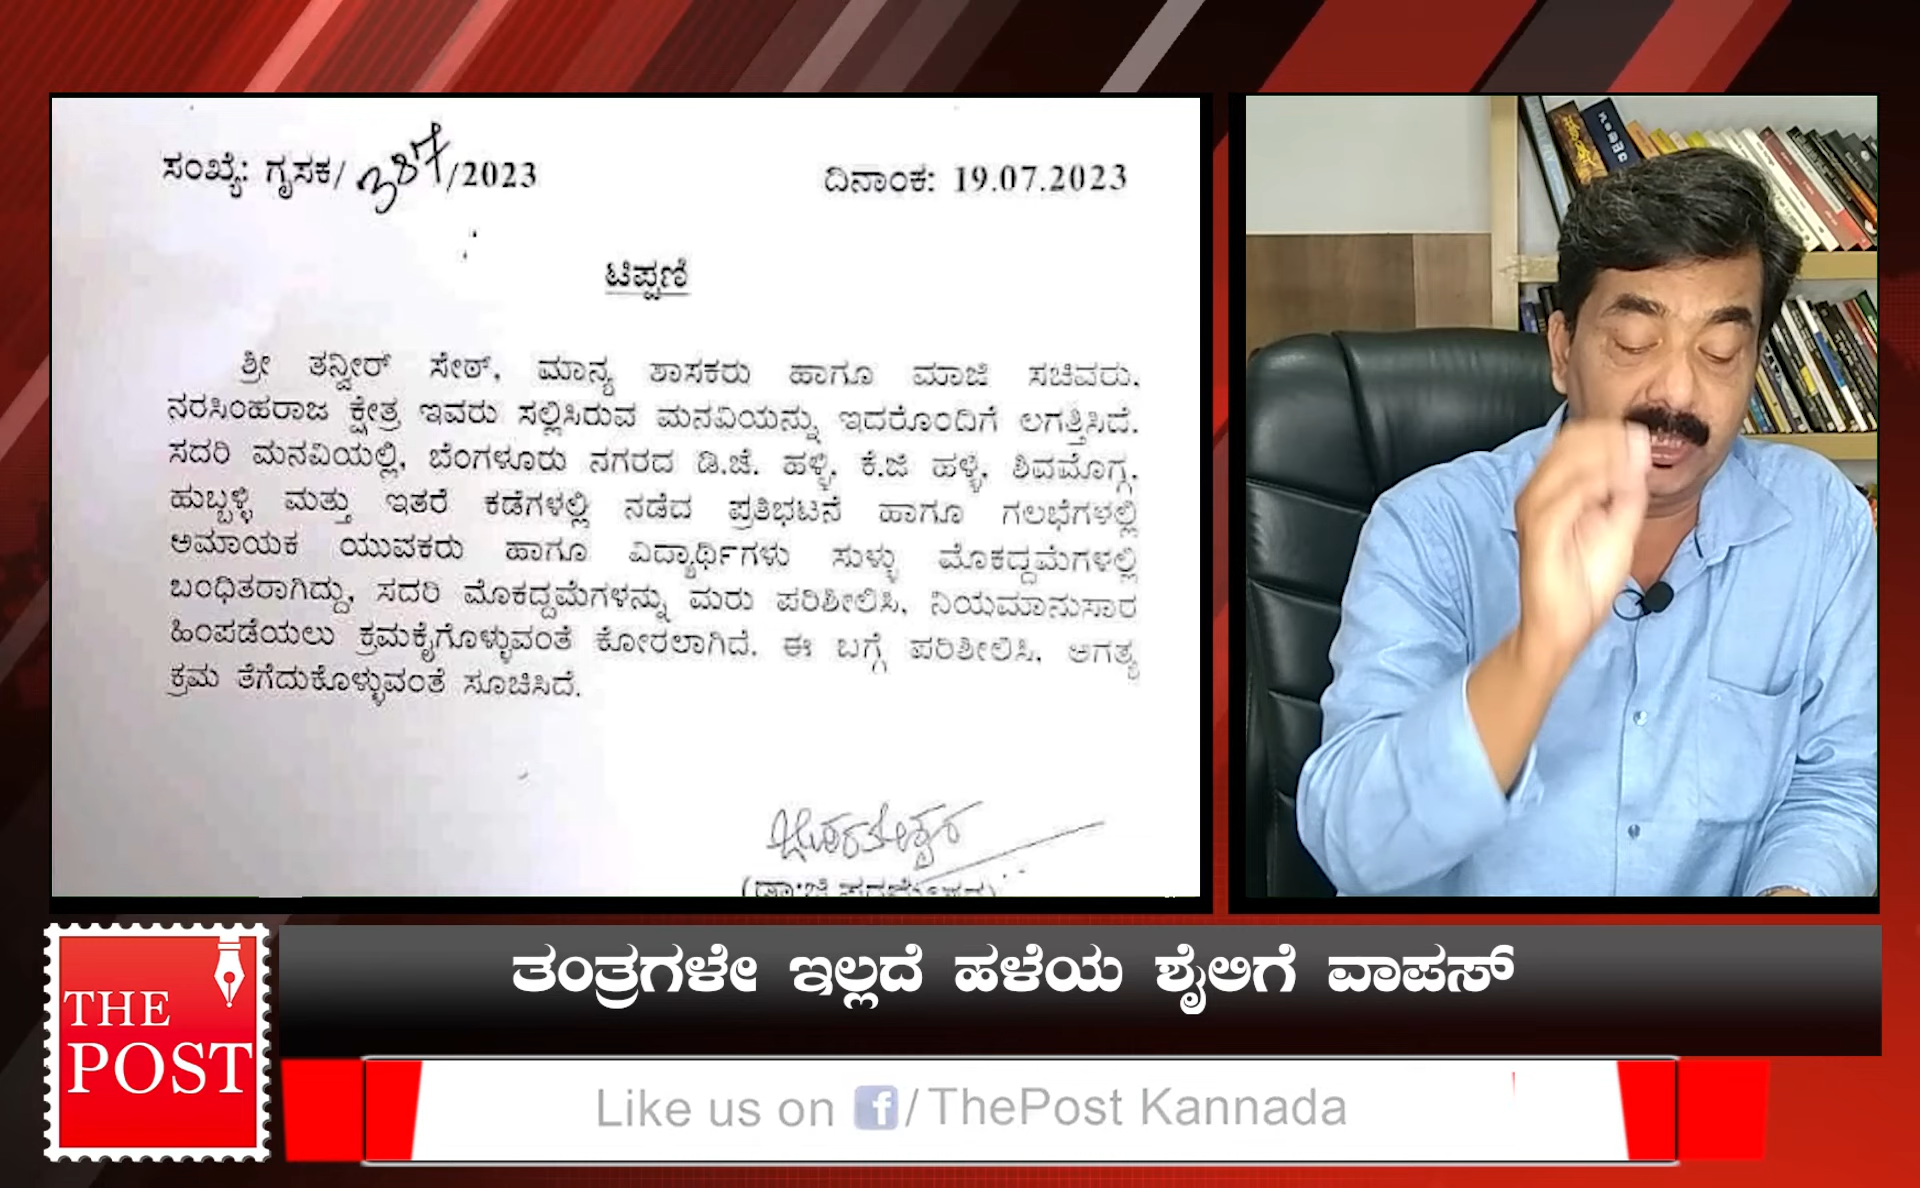 ಸಂಖ್ಯೆ: ಗೃಸಕ/387/2023
ದಿನಾಂಕ: 19.07.2023
ಟಿಪ್ಪಣಿ
ಶ್ರೀ ತನ್ವೀರ್ ಸೇಠ್, ಮಾನ್ಯ ಶಾಸಕರು ಹಾಗೂ ಮಾಜಿ ಸಚಿವರು,
ನರಸಿಂಹರಾಜ ಕ್ಷೇತ್ರ ಇವರು ಸಲ್ಲಿಸಿರುವ ಮನವಿಯನ್ನು ಇದರೊಂದಿಗೆ ಲಗತ್ತಿಸಿದೆ.
ಸದರಿ ಮನವಿಯಲ್ಲಿ, ಬೆಂಗಳೂರು ನಗರದ ಡಿ.ಜೆ. ಹಳ್ಳಿ, ಕೆ.ಜಿ ಹಳ್ಳಿ, ಶಿವಮೊಗ್ಗ,
ಹುಬ್ಬಳ್ಳಿ ಮತ್ತು ಇತರೆ ಕಡೆಗಳಲ್ಲಿ ನಡೆದ ಪ್ರತಿಭಟನೆ ಹಾಗೂ ಗಲಭೆಗಳಲ್ಲಿ
ಅಮಾಯಕ ಯುವಕರು ಹಾಗೂ ವಿದ್ಯಾರ್ಥಿಗಳು ಸುಳ್ಳು ಮೊಕದ್ದಮೆಗಳಲ್ಲಿ
ಬಂಧಿತರಾಗಿದ್ದು, ಸದರಿ ಮೊಕದ್ದಮೆಗಳನ್ನು ಮರು ಪರಿಶೀಲಿಸಿ, ನಿಯಮಾನುಸಾರ
ಹಿಂಪಡೆಯಲು ಕ್ರಮಕೈಗೊಳ್ಳುವಂತೆ ಕೋರಲಾಗಿದೆ. ಈ ಬಗ್ಗೆ ಪರಿಶೀಲಿಸಿ, ಅಗತ್ಯ
ಕ್ರಮ ತೆಗೆದುಕೊಳ್ಳುವಂತೆ ಸೂಚಿಸಿದೆ.
ತಂತ್ರಗಳೇ ಇಲ್ಲದೆ ಹಳೆಯ ಶೈಲಿಗೆ ವಾಪಸ್
THE
POST
Like us on f/ThePost Kannada